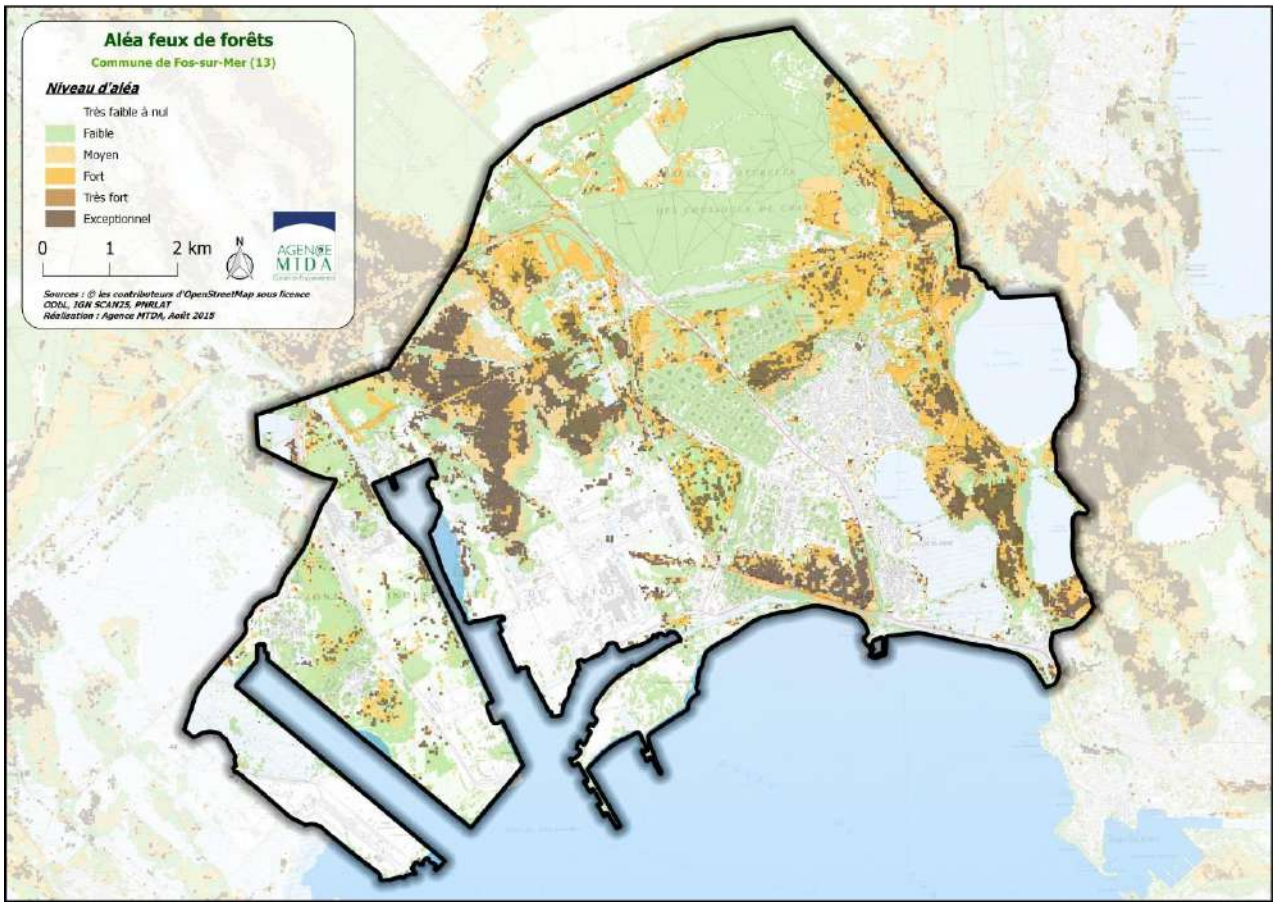 Aléa feux de forêts
Commune de Fos-sur-Mer (13)
Niveau d'aléa
Très faible à nul
Faible
Moyen
Fort
Très fort
Exceptionnel
0 1 2 km
N
AGENCE
MTDA
Sources : © les contributeurs d'OpenStreetMap sous licence
ODbL, IGN SCAN25, PNRLAT
Réalisation : Agence MTDA, Août 2018